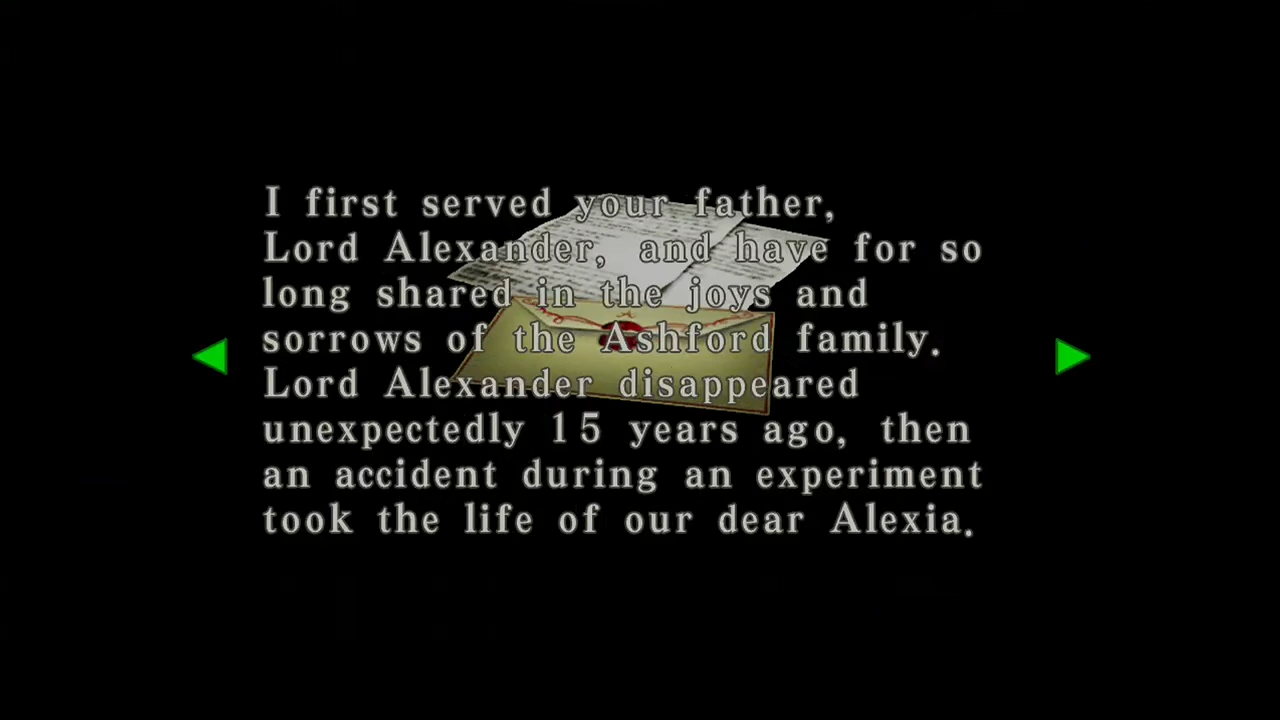 I first served your father,
Lord Alexander, and have for so
long shared in the joys and
sorrows of the Ashford family.
Lord Alexander disappeared
unexpectedly 15 years ago, then
an accident during an experiment
took the life of our dear Alexia.